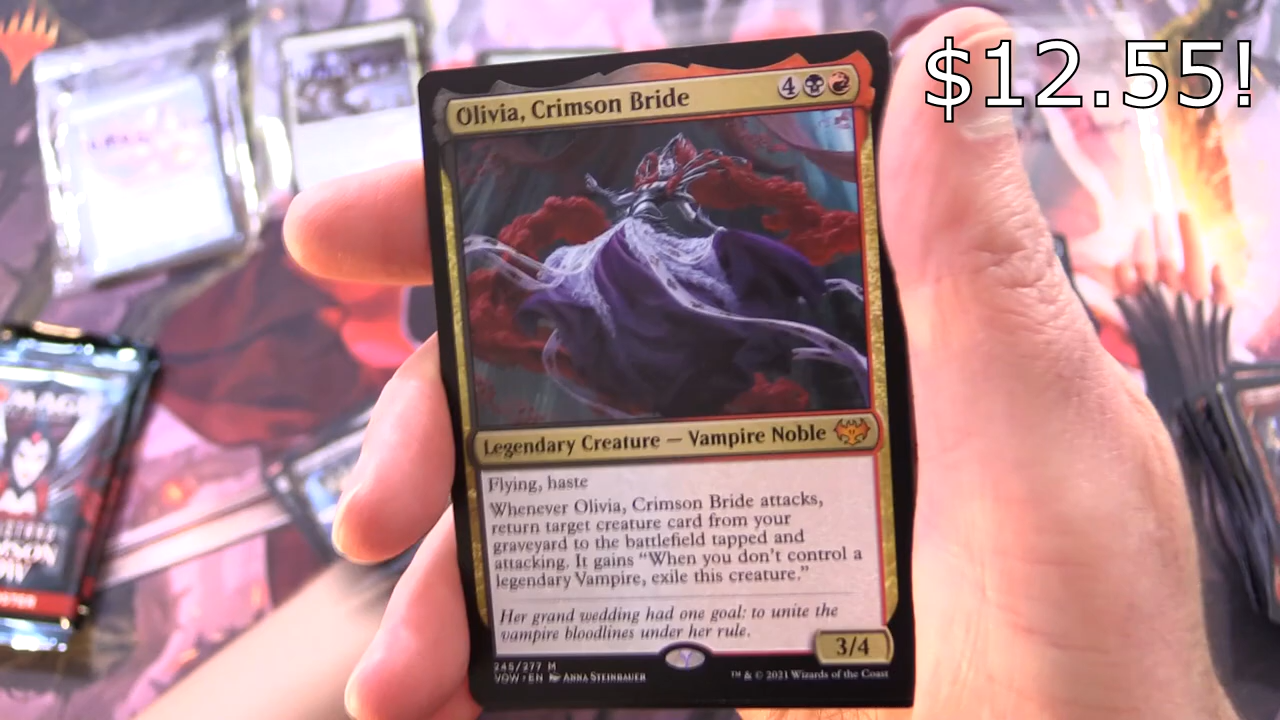 $12.55!
Olivia, Crimson Bride 4
Legendary Creature — Vampire Noble
Flying, haste
Whenever Olivia, Crimson Bride attacks,
return target creature card from your
graveyard to the battlefield tapped and
attacking. It gains “When you don’t control a
legendary Vampire, exile this creature.”
Her grand wedding had one goal: to unite the
vampire bloodlines under her rule.
3/4
245/277 M
VOW • EN Anna Steinbauer
™ & © 2021 Wizards of the Coast